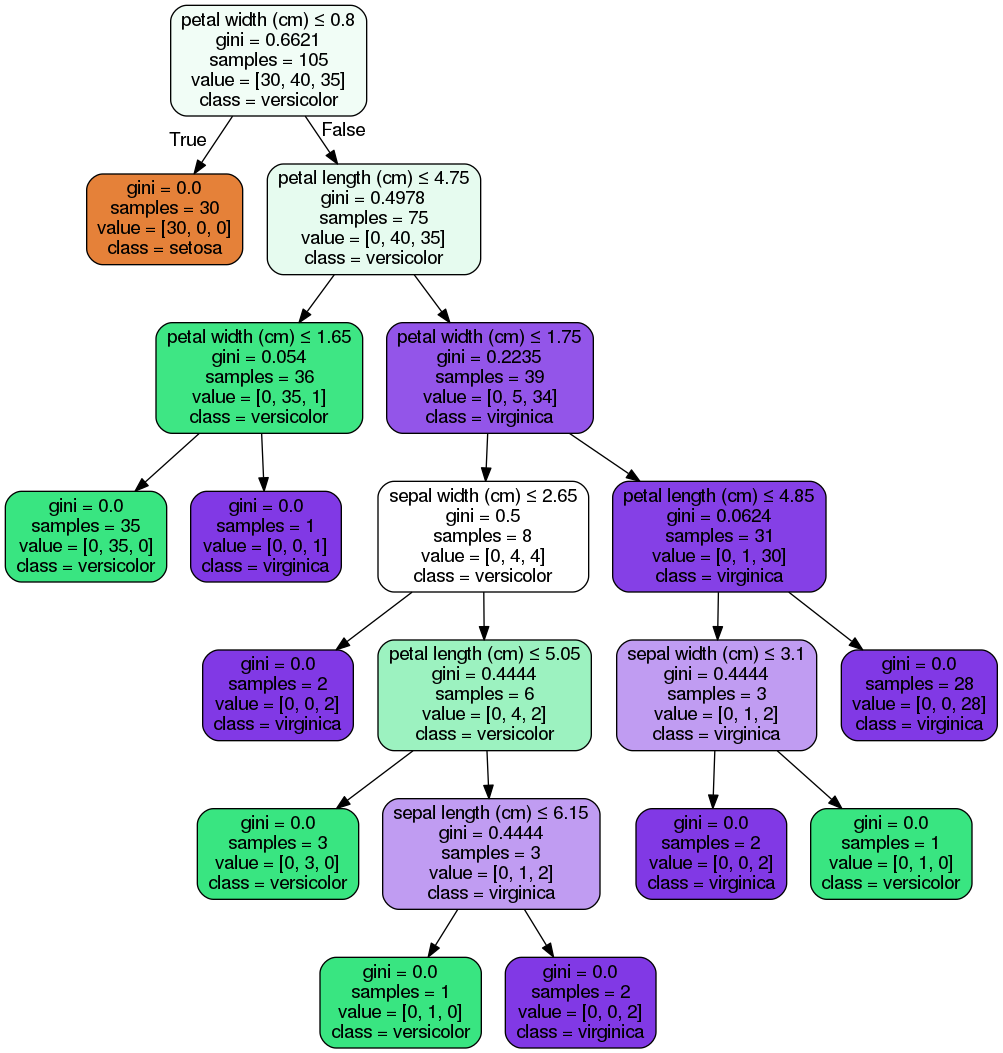 petal width (cm) ≤ 0.8
gini = 0.6621
samples = 105
value = [30, 40, 35]
class = versicolor
True
False
gini = 0.0
samples = 30
value = [30, 0, 0]
class = setosa
petal length (cm) ≤ 4.75
gini = 0.4978
samples = 75
value = [0, 40, 35]
class = versicolor
petal width (cm) ≤ 1.65
gini = 0.054
samples = 36
value = [0, 35, 1]
class = versicolor
petal width (cm) ≤ 1.75
gini = 0.2235
samples = 39
value = [0, 5, 34]
class = virginica
gini = 0.0
samples = 35
value = [0, 35, 0]
class = versicolor
gini = 0.0
samples = 1
value = [0, 0, 1]
class = virginica
sepal width (cm) ≤ 2.65
gini = 0.5
samples = 8
value = [0, 4, 4]
class = versicolor
petal length (cm) ≤ 4.85
gini = 0.0624
samples = 31
value = [0, 1, 30]
class = virginica
gini = 0.0
samples = 2
value = [0, 0, 2]
class = virginica
petal length (cm) ≤ 5.05
gini = 0.4444
samples = 6
value = [0, 4, 2]
class = versicolor
sepal width (cm) ≤ 3.1
gini = 0.4444
samples = 3
value = [0, 1, 2]
class = virginica
gini = 0.0
samples = 28
value = [0, 0, 28]
class = virginica
gini = 0.0
samples = 3
value = [0, 3, 0]
class = versicolor
sepal length (cm) ≤ 6.15
gini = 0.4444
samples = 3
value = [0, 1, 2]
class = virginica
gini = 0.0
samples = 2
value = [0, 0, 2]
class = virginica
gini = 0.0
samples = 1
value = [0, 1, 0]
class = versicolor
gini = 0.0
samples = 1
value = [0, 1, 0]
class = versicolor
gini = 0.0
samples = 2
value = [0, 0, 2]
class = virginica